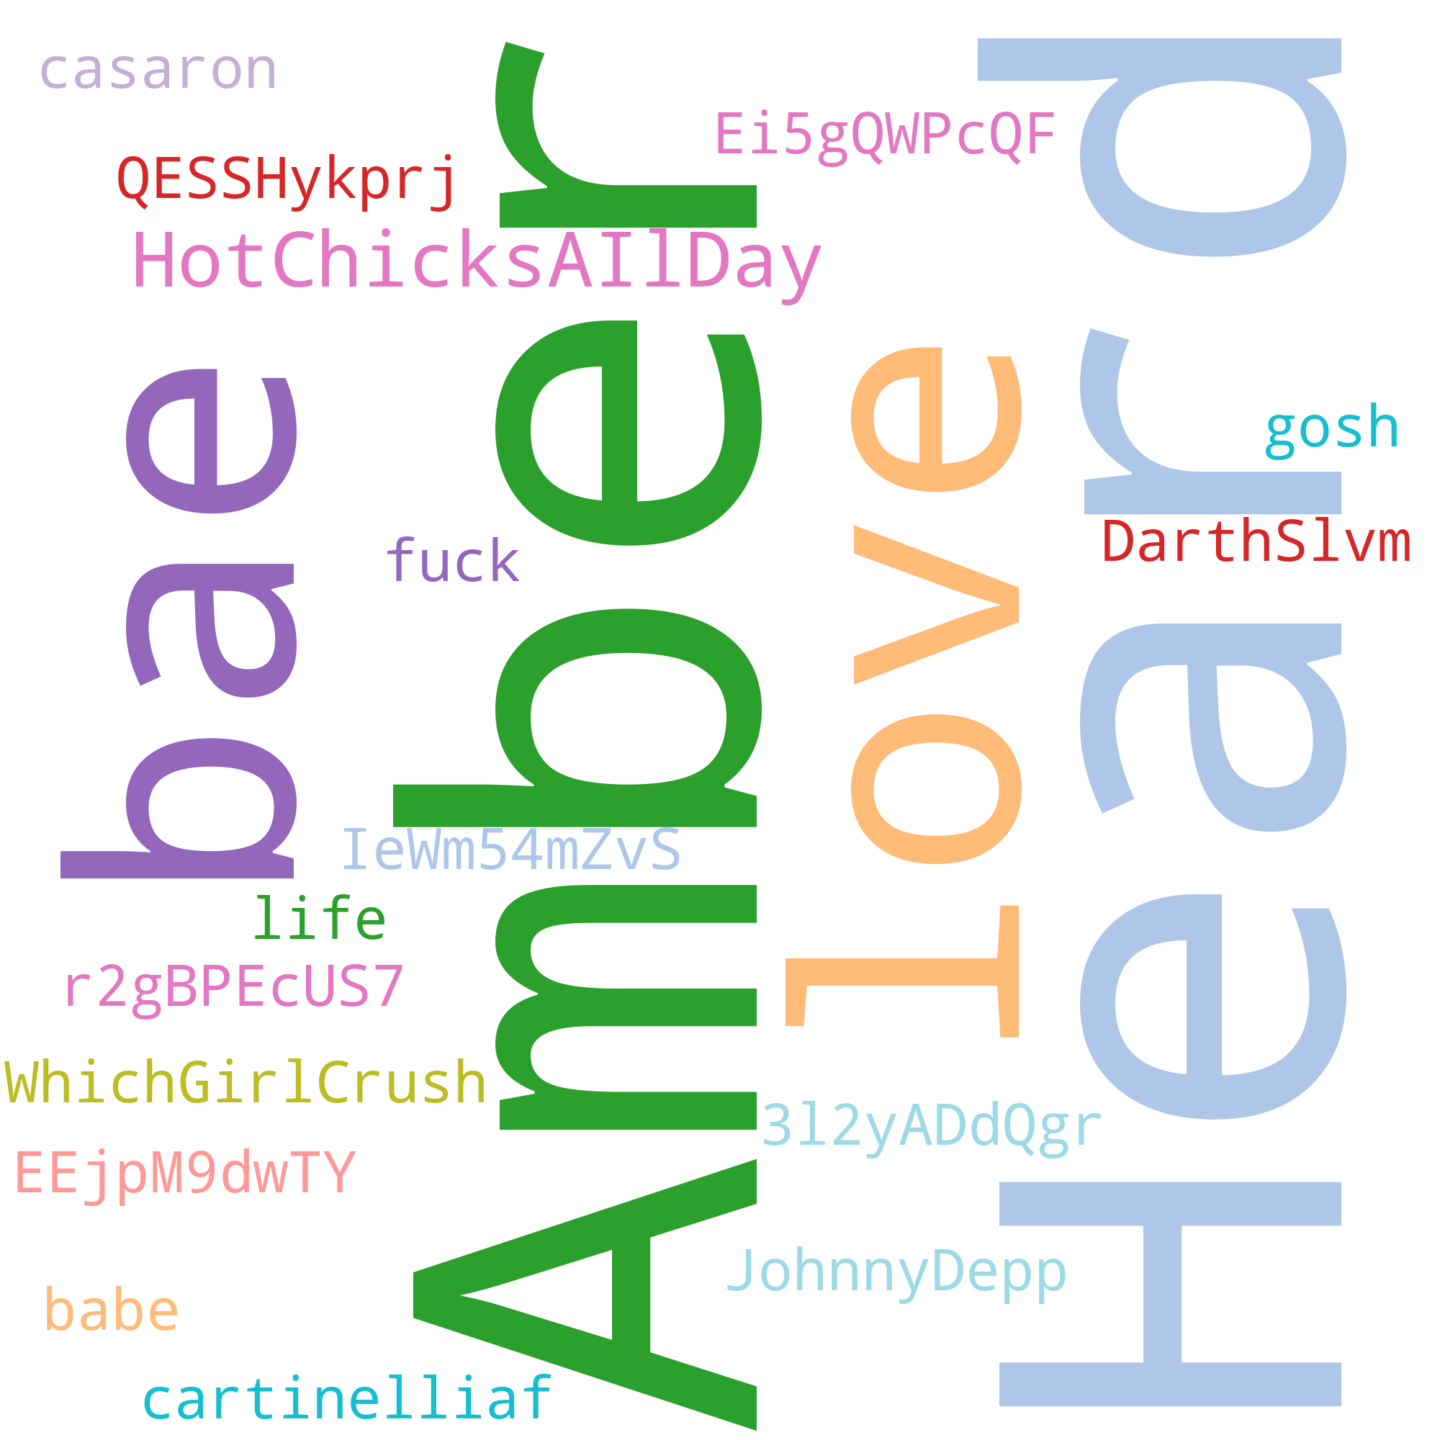 casaron
Ei5gQWPcQF
QESSHykprj
HotChicksAIlDay
bae
Amber
love
Heard
gosh
DarthSlvm
fuck
IeWm54mZvS
life
r2gBPEcUS7
WhichGirlCrush
3l2yADdQgr
EEjpM9dwTY
JohnnyDepp
babe
cartinelliaf